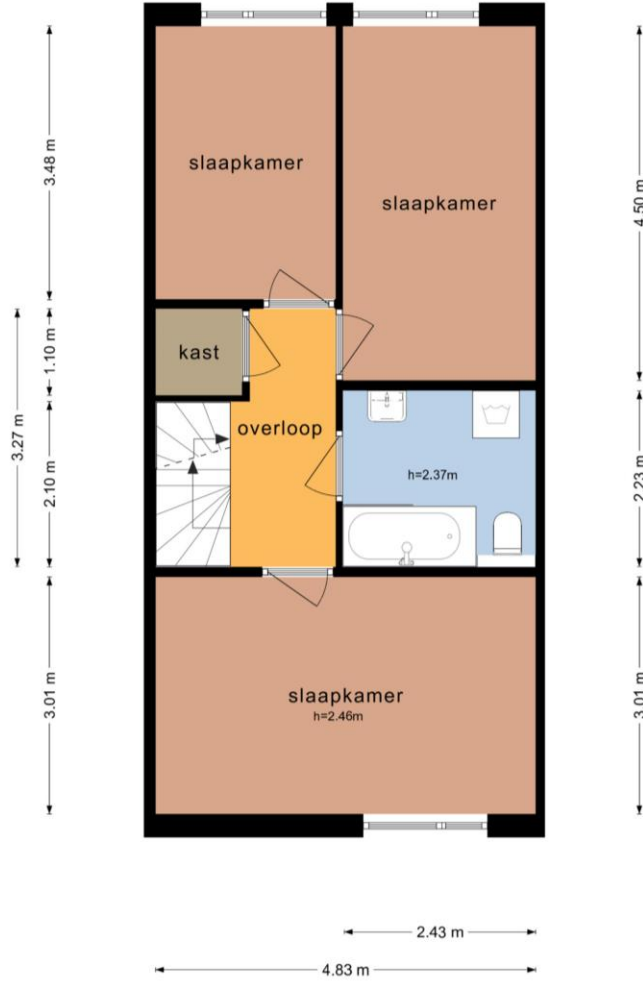 slaapkamer
slaapkamer
3.48 m
4.50 m
kast
1.10 m
overloop
3.27 m
2.10 m
h=2.37m
2.23 m
slaapkamer
h=2.46m
3.01 m
3.01 m
2.43 m
4.83 m